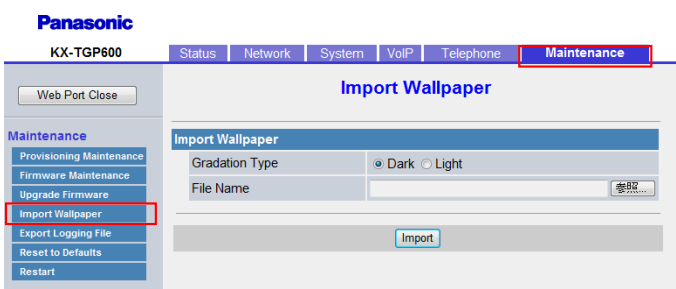 Panasonic
KX-TGP600
Status Network System VoIP Telephone Maintenance
Web Port Close
Import Wallpaper
Maintenance
Provisioning Maintenance
Firmware Maintenance
Upgrade Firmware
Import Wallpaper
Export Logging File
Reset to Defaults
Restart
Import Wallpaper
Gradation Type Dark Light
File Name 参照...
Import